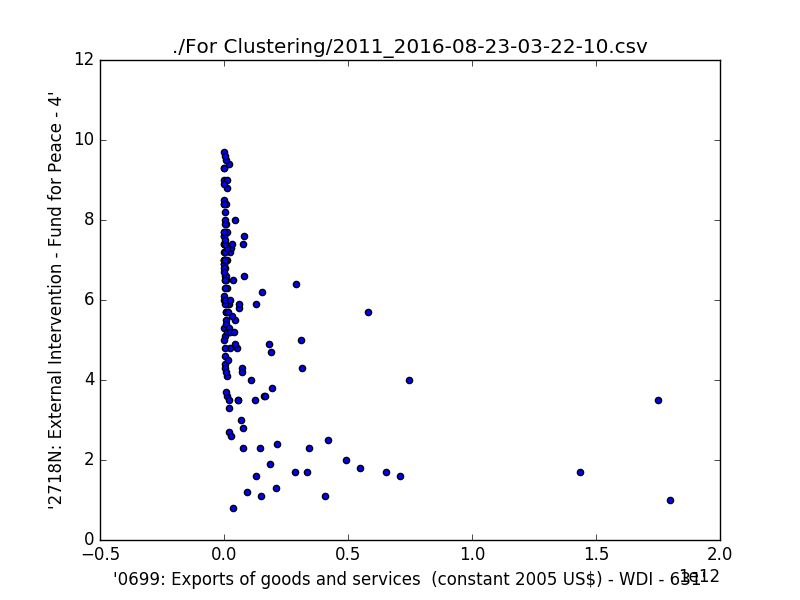 ./For Clustering/2011_2016-08-23-03-22-10.csv
12
10
8
6
4
2
0
'2718N: External Intervention - Fund for Peace - 4'
−0.5 0.0 0.5 1.0 1.5 2.0
1e12
'0699: Exports of goods and services  (constant 2005 US$) - WDI - 631'